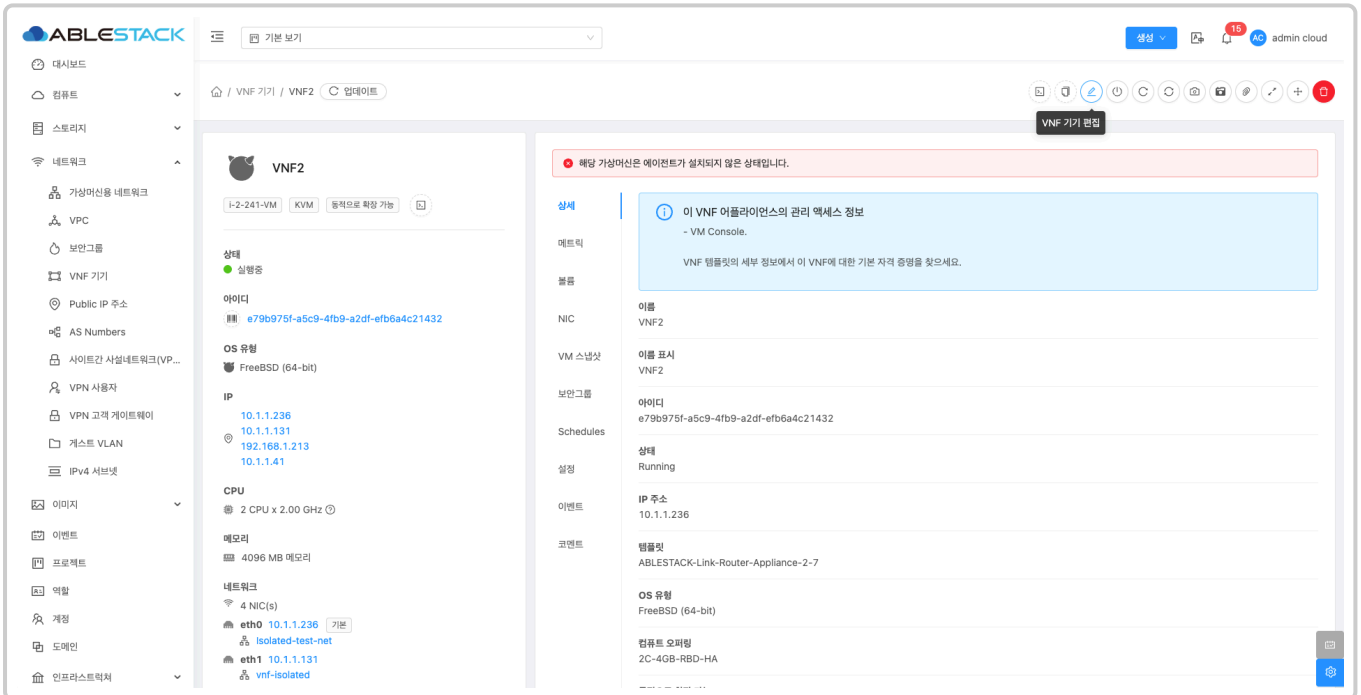 ABLESTACK
기본 보기
생성
15
AC
admin cloud
대시보드
컴퓨트
스토리지
네트워크
가상머신용 네트워크
VPC
보안그룹
VNF 기기
Public IP 주소
AS Numbers
사이트간 사설네트워크(VP...
VPN 사용자
VPN 고객 게이트웨이
게스트 VLAN
IPv4 서브넷
이미지
이벤트
프로젝트
역할
계정
도메인
인프라스트럭쳐
/ VNF 기기 / VNF2 업데이트
VNF 기기 편집
VNF2
i-2-241-VM
KVM
동적으로 확장 가능
상태
실행중
아이디
e79b975f-a5c9-4fb9-a2df-efb6a4c21432
OS 유형
FreeBSD (64-bit)
IP
10.1.1.236
10.1.1.131
192.168.1.213
10.1.1.41
CPU
2 CPU x 2.00 GHz
메모리
4096 MB 메모리
네트워크
4 NIC(s)
eth0 10.1.1.236 기본
Isolated-test-net
eth1 10.1.1.131
vnf-isolated
해당 가상머신은 에이전트가 설치되지 않은 상태입니다.
상세
메트릭
볼륨
NIC
VM 스냅샷
보안그룹
Schedules
설정
이벤트
코멘트
이 VNF 어플라이언스의 관리 액세스 정보
- VM Console.
VNF 템플릿의 세부 정보에서 이 VNF에 대한 기본 자격 증명을 찾으세요.
이름
VNF2
이름 표시
VNF2
아이디
e79b975f-a5c9-4fb9-a2df-efb6a4c21432
상태
Running
IP 주소
10.1.1.236
템플릿
ABLESTACK-Link-Router-Appliance-2-7
OS 유형
FreeBSD (64-bit)
컴퓨트 오퍼링
2C-4GB-RBD-HA